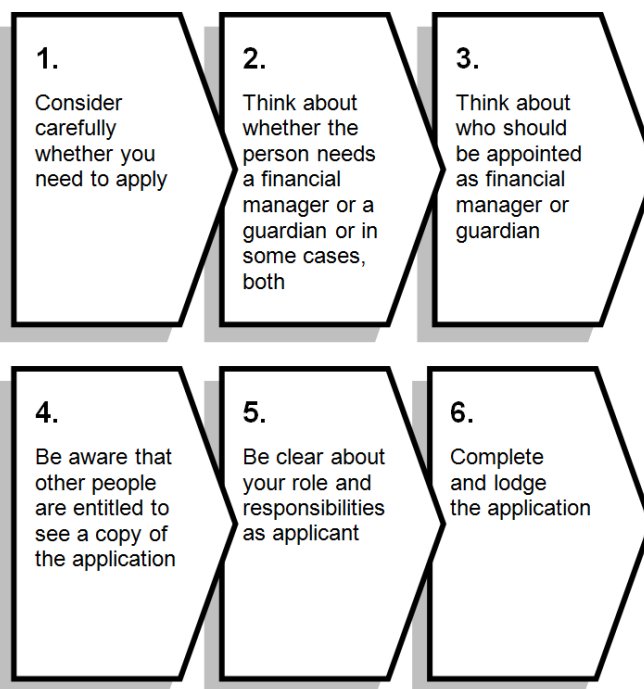 1.
Consider
carefully
whether you
need to apply
2.
Think about
whether the
person needs
a financial
manager or a
guardian or in
some cases,
both
3.
Think about
who should
be appointed
as financial
manager or
guardian
4.
Be aware that
other people
are entitled to
see a copy of
the application
5.
Be clear about
your role and
responsibilities
as applicant
6.
Complete
and lodge
the application